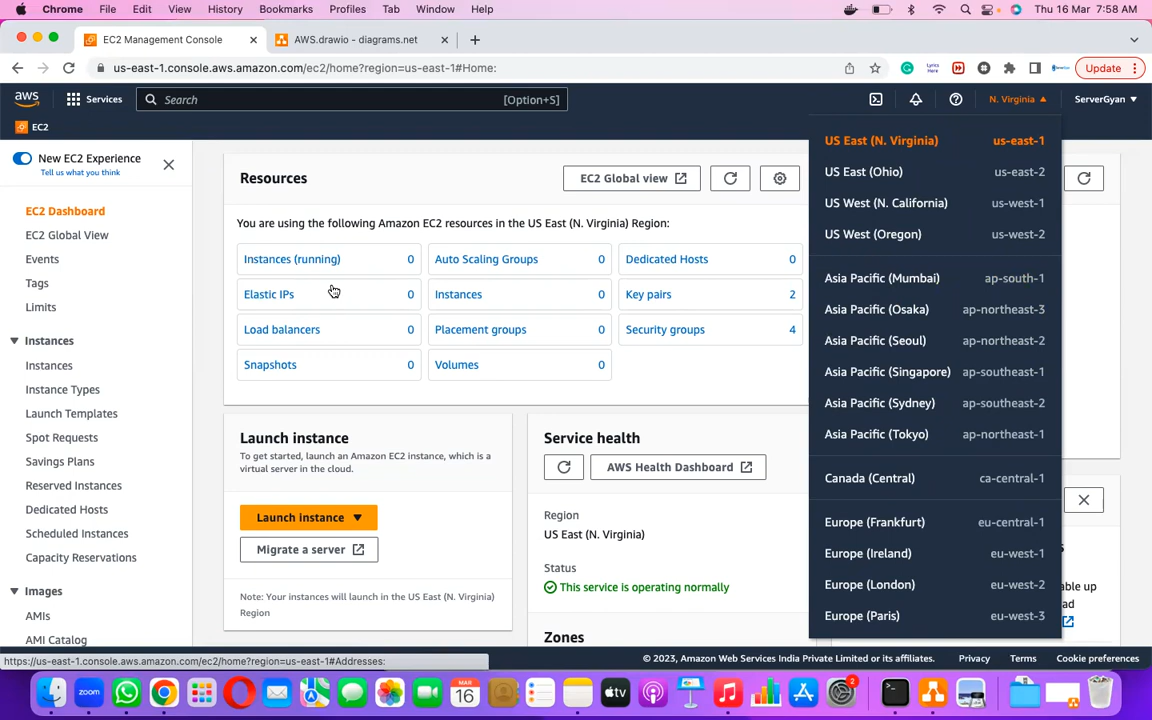 Chrome File Edit View History Bookmarks Profiles Tab Window Help Thu 16 Mar 7:58 AM
EC2 Management Console AWS.drawio - diagrams.net
us-east-1.console.aws.amazon.com/ec2/home?region=us-east-1#Home: Update
aws Services Search [Option+S] N. Virginia ServerGyan
EC2
New EC2 Experience
Tell us what you think
EC2 Dashboard
EC2 Global View
Events
Tags
Limits
Instances
Instances
Instance Types
Launch Templates
Spot Requests
Savings Plans
Reserved Instances
Dedicated Hosts
Scheduled Instances
Capacity Reservations
Images
AMIs
AMI Catalog
Resources
EC2 Global view
You are using the following Amazon EC2 resources in the US East (N. Virginia) Region:
Instances (running) 0 Auto Scaling Groups 0 Dedicated Hosts 0
Elastic IPs 0 Instances 0 Key pairs 2
Load balancers 0 Placement groups 0 Security groups 4
Snapshots 0 Volumes 0
Launch instance
To get started, launch an Amazon EC2 instance, which is a
virtual server in the cloud.
Launch instance
Migrate a server
Note: Your instances will launch in the US East (N. Virginia)
Region
Service health
AWS Health Dashboard
Region
US East (N. Virginia)
Status
This service is operating normally
Zones
US East (N. Virginia) us-east-1
US East (Ohio) us-east-2
US West (N. California) us-west-1
US West (Oregon) us-west-2
Asia Pacific (Mumbai) ap-south-1
Asia Pacific (Osaka) ap-northeast-3
Asia Pacific (Seoul) ap-northeast-2
Asia Pacific (Singapore) ap-southeast-1
Asia Pacific (Sydney) ap-southeast-2
Asia Pacific (Tokyo) ap-northeast-1
Canada (Central) ca-central-1
Europe (Frankfurt) eu-central-1
Europe (Ireland) eu-west-1
Europe (London) eu-west-2
Europe (Paris) eu-west-3
able up
ad
https://us-east-1.console.aws.amazon.com/ec2/home?region=us-east-1#Addresses:
© 2023, Amazon Web Services India Private Limited or its affiliates. Privacy Terms Cookie preferences
zoom MAR 16 tv 2